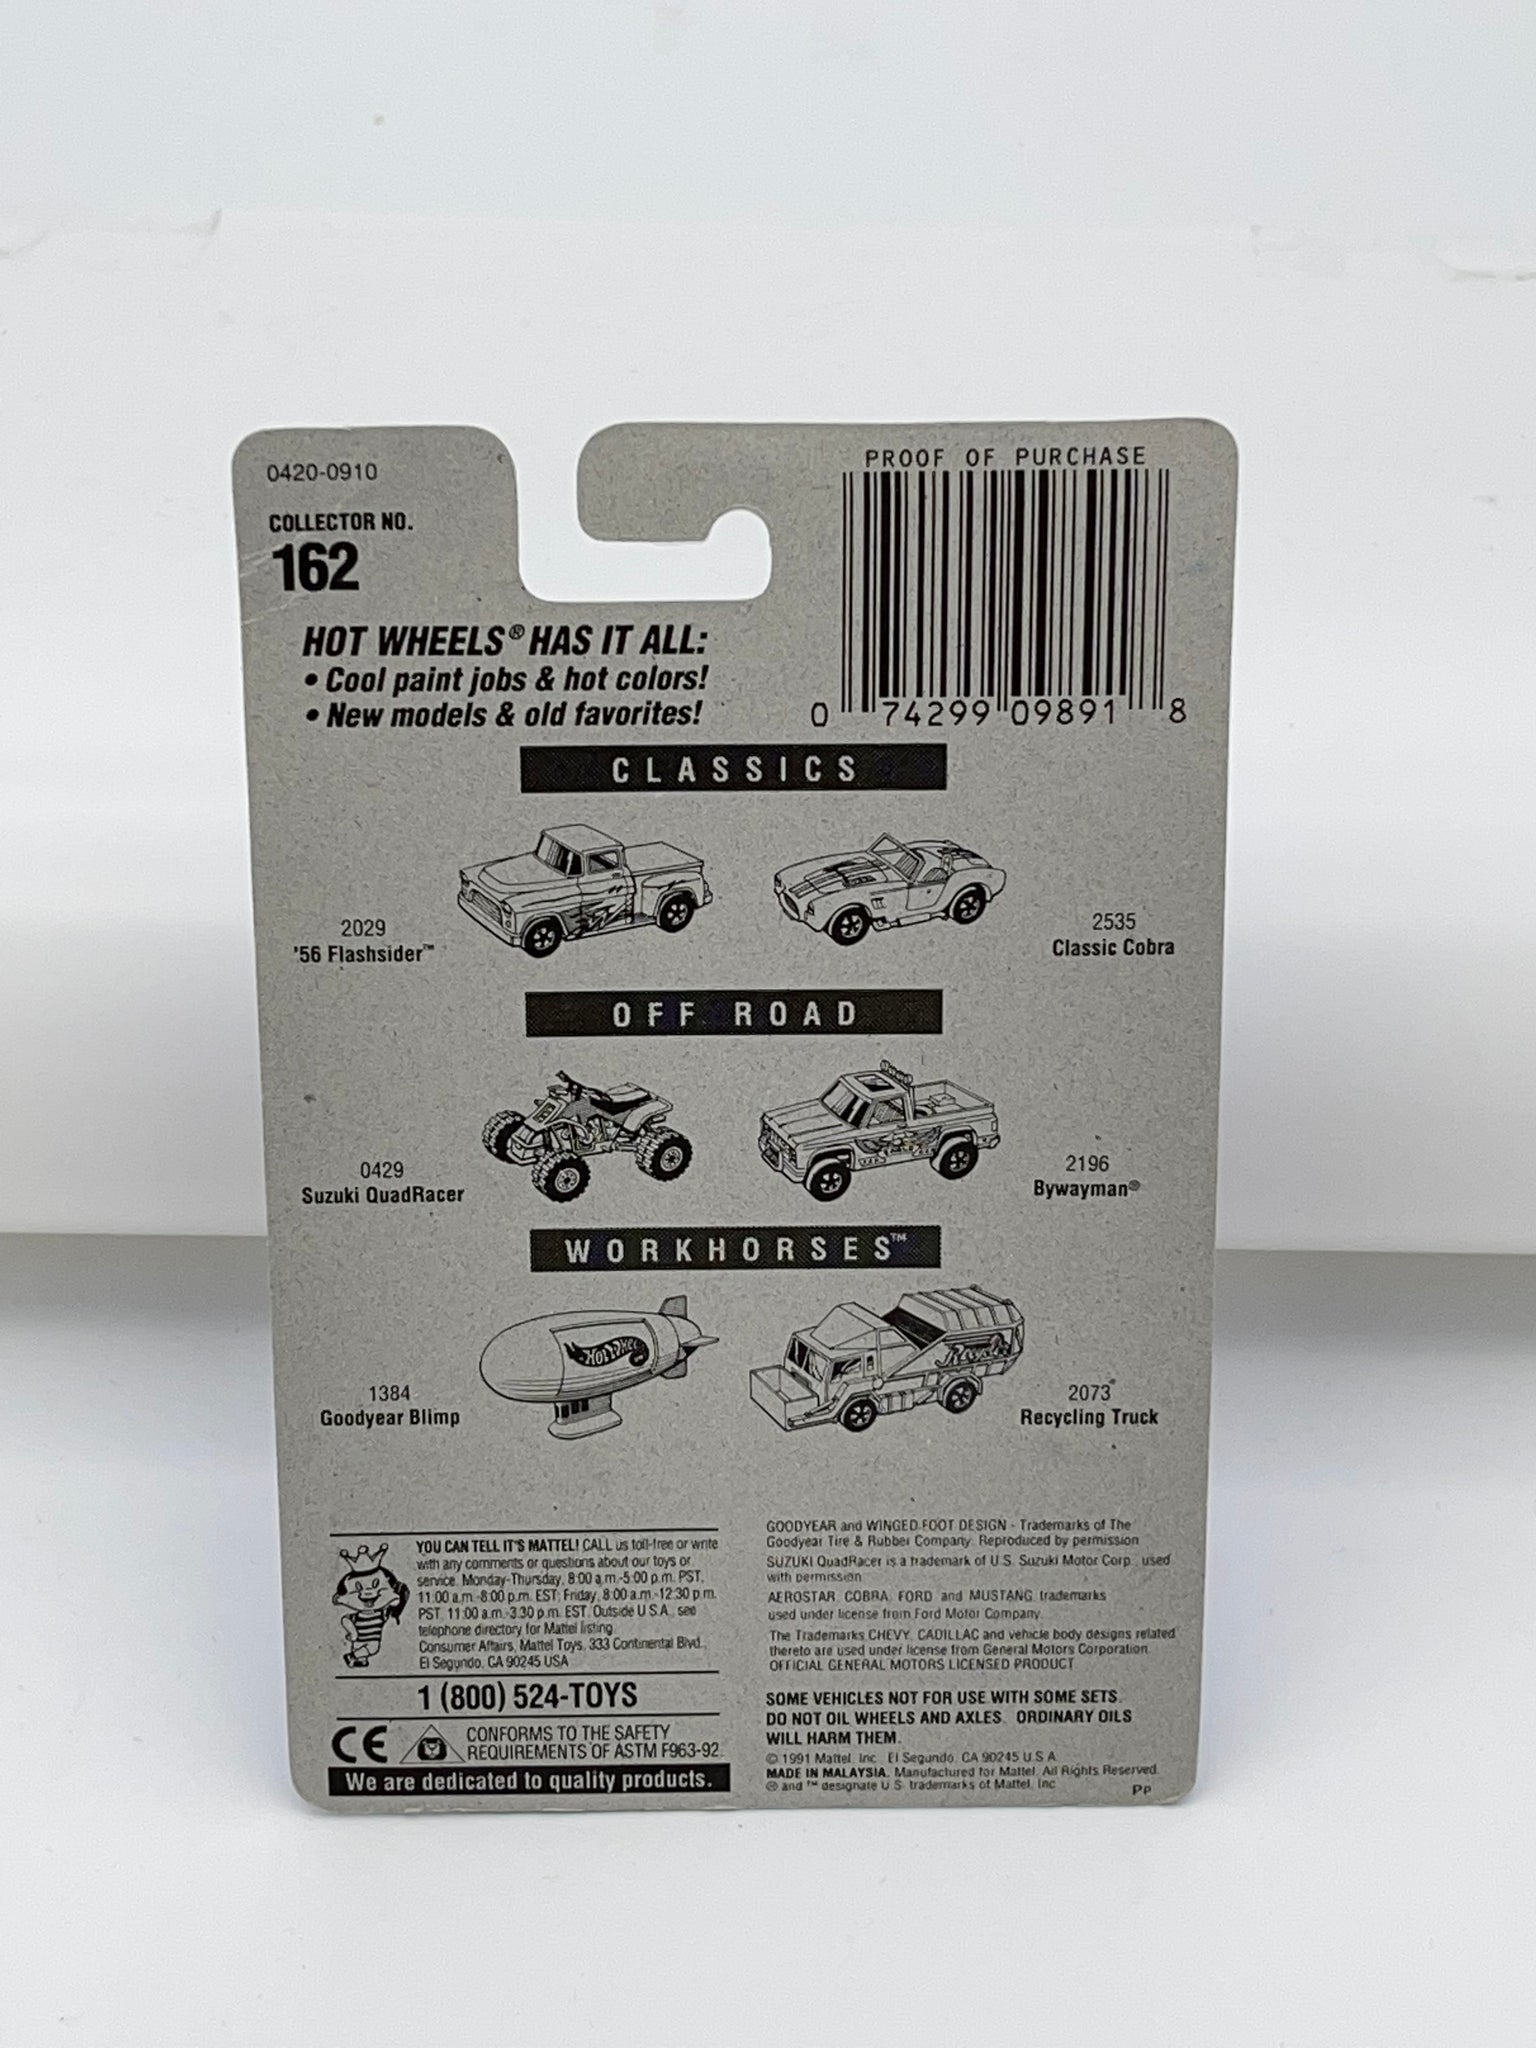 0420-0910
COLLECTOR NO.
162
PROOF OF PURCHASE
0 74299 09891 8
HOT WHEELS® HAS IT ALL:
• Cool paint jobs & hot colors!
• New models & old favorites!
CLASSICS
2029
'56 Flashsider™
2535
Classic Cobra
OFF ROAD
0429
Suzuki QuadRacer
2196
Bywayman®
WORKHORSES™
HOT WHEELS
1384
Goodyear Blimp
2073
Recycling Truck
YOU CAN TELL IT'S MATTEL! CALL us toll-free or write
with any comments or questions about our toys or
service. Monday-Thursday, 8:00 a.m.-5:00 p.m. PST,
11:00 a.m.-8:00 p.m. EST; Friday, 8:00 a.m.-12:30 p.m.
PST, 11:00 a.m.-3:30 p.m. EST. Outside U.S.A., see
telephone directory for Mattel listing.
Consumer Affairs, Mattel Toys, 333 Continental Blvd.,
El Segundo, CA 90245 USA
1 (800) 524-TOYS
CE
CONFORMS TO THE SAFETY
REQUIREMENTS OF ASTM F963-92.
We are dedicated to quality products.
GOODYEAR and WINGED FOOT DESIGN - Trademarks of The
Goodyear Tire & Rubber Company. Reproduced by permission
SUZUKI QuadRacer is a trademark of U.S. Suzuki Motor Corp., used
with permission.
AEROSTAR, COBRA, FORD and MUSTANG trademarks
used under license from Ford Motor Company.
The Trademarks CHEVY, CADILLAC and vehicle body designs related
thereto are used under license from General Motors Corporation.
OFFICIAL GENERAL MOTORS LICENSED PRODUCT
SOME VEHICLES NOT FOR USE WITH SOME SETS.
DO NOT OIL WHEELS AND AXLES. ORDINARY OILS
WILL HARM THEM.
© 1991 Mattel, Inc. El Segundo, CA 90245 U.S.A.
MADE IN MALAYSIA. Manufactured for Mattel. All Rights Reserved.
® and ™ designate U.S. trademarks of Mattel, Inc.
PP